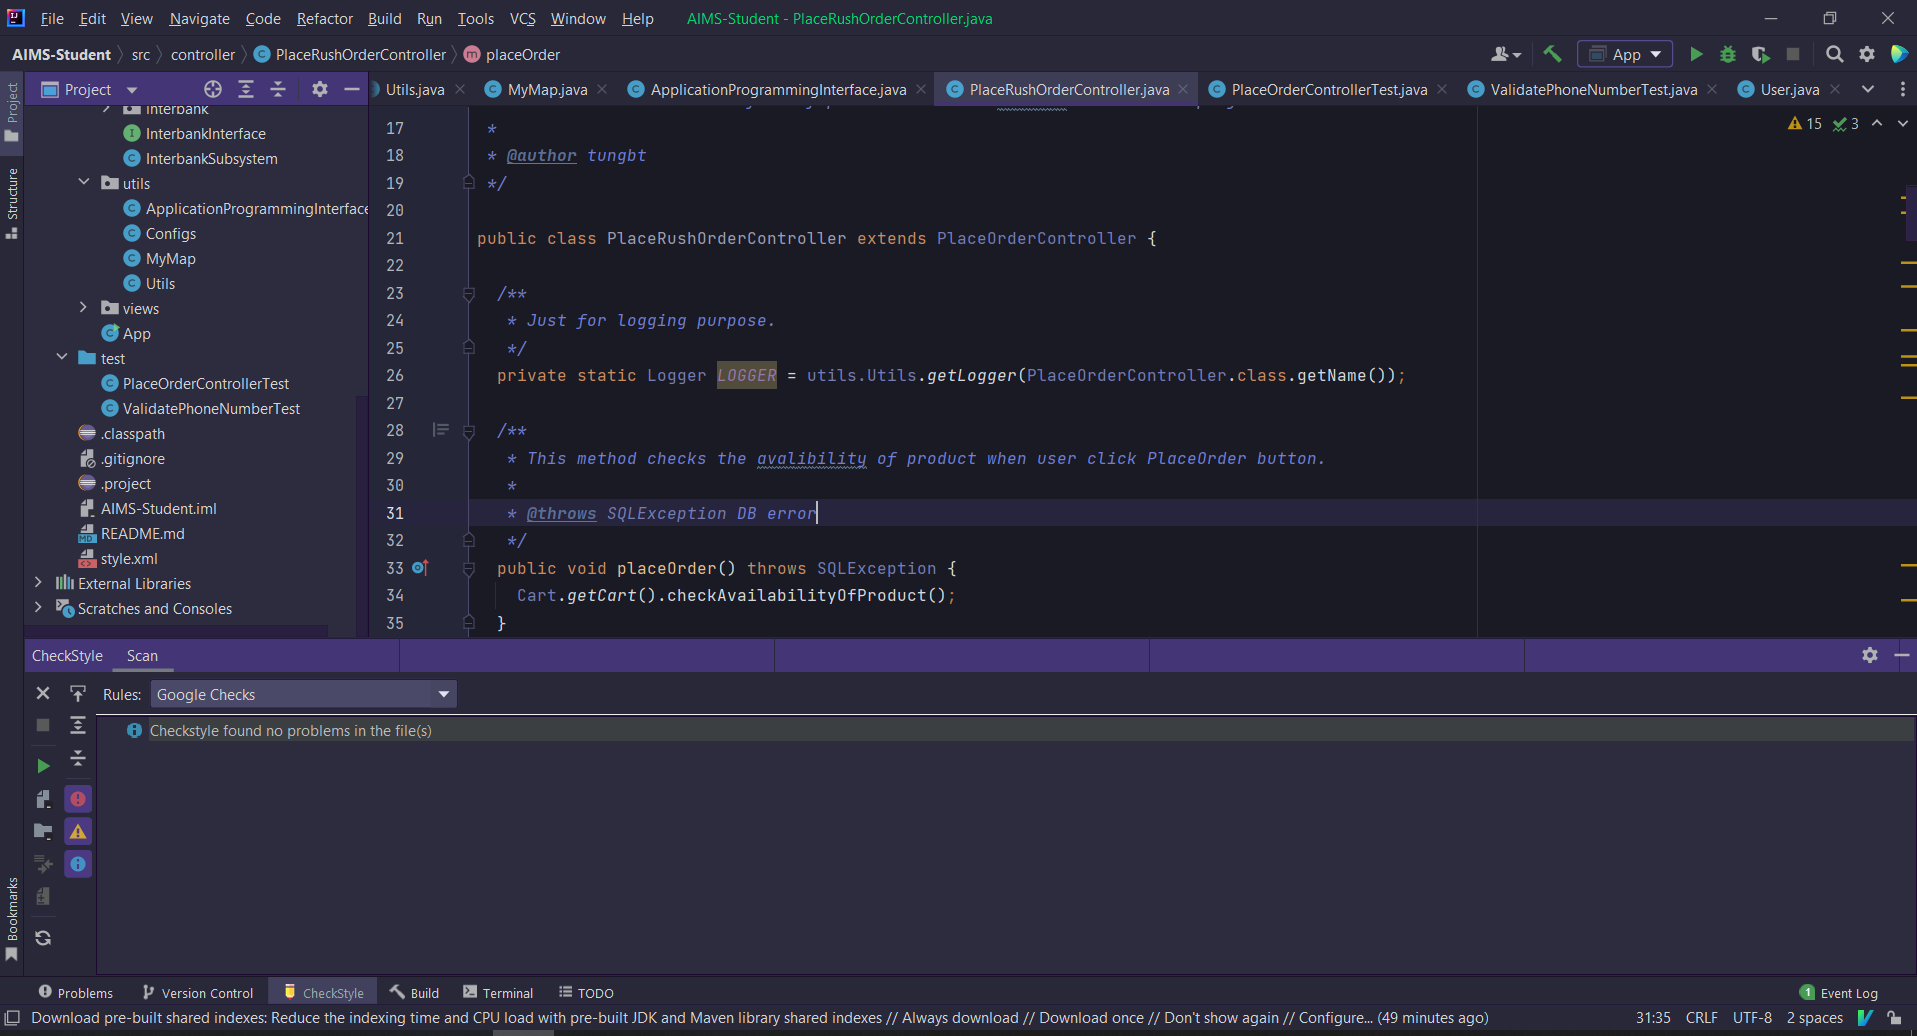 File Edit View Navigate Code Refactor Build Run Tools VCS Window Help AIMS-Student - PlaceRushOrderController.java
AIMS-Student src controller PlaceRushOrderController placeOrder App
Project Utils.java MyMap.java ApplicationProgrammingInterface.java PlaceRushOrderController.java PlaceOrderControllerTest.java ValidatePhoneNumberTest.java User.java
Project
Structure
Bookmarks
interbank
InterbankInterface
InterbankSubsystem
utils
ApplicationProgrammingInterface
Configs
MyMap
Utils
views
App
test
PlaceOrderControllerTest
ValidatePhoneNumberTest
.classpath
.gitignore
.project
AIMS-Student.iml
README.md
style.xml
External Libraries
Scratches and Consoles
15 3
17 *
18 * @author tungbt
19 */
20
21 public class PlaceRushOrderController extends PlaceOrderController {
22
23 /**
24 * Just for logging purpose.
25 */
26 private static Logger LOGGER = utils.Utils.getLogger(PlaceOrderController.class.getName());
27
28 /**
29 * This method checks the avalibility of product when user click PlaceOrder button.
30 *
31 * @throws SQLException DB error
32 */
33 public void placeOrder() throws SQLException {
34 Cart.getCart().checkAvailabilityOfProduct();
35 }
CheckStyle Scan
Rules: Google Checks
Checkstyle found no problems in the file(s)
Problems Version Control CheckStyle Build Terminal TODO 1 Event Log
Download pre-built shared indexes: Reduce the indexing time and CPU load with pre-built JDK and Maven library shared indexes // Always download // Download once // Don't show again // Configure... (49 minutes ago) 31:35 CRLF UTF-8 2 spaces